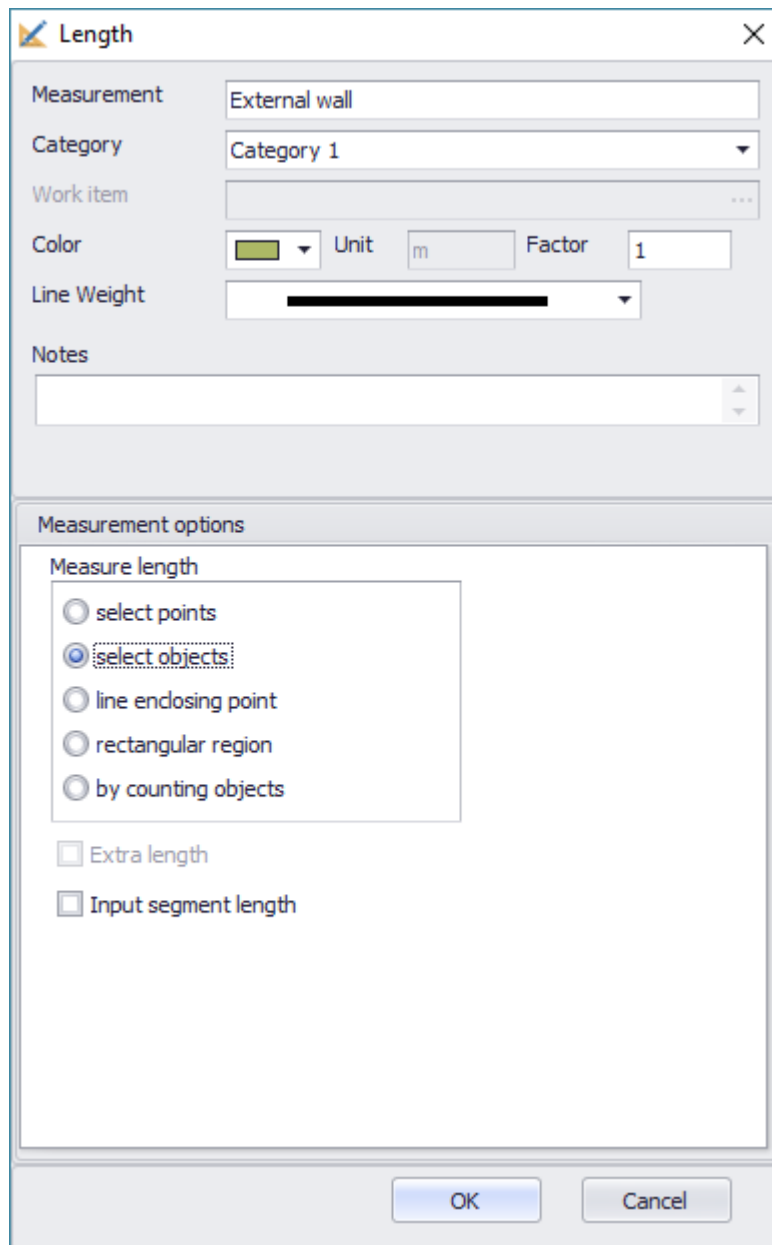 Length
Measurement External wall
Category Category 1
Work item ...
Color Unit m Factor 1
Line Weight
Notes
Measurement options
Measure length
select points
select objects
line enclosing point
rectangular region
by counting objects
Extra length
Input segment length
OK Cancel